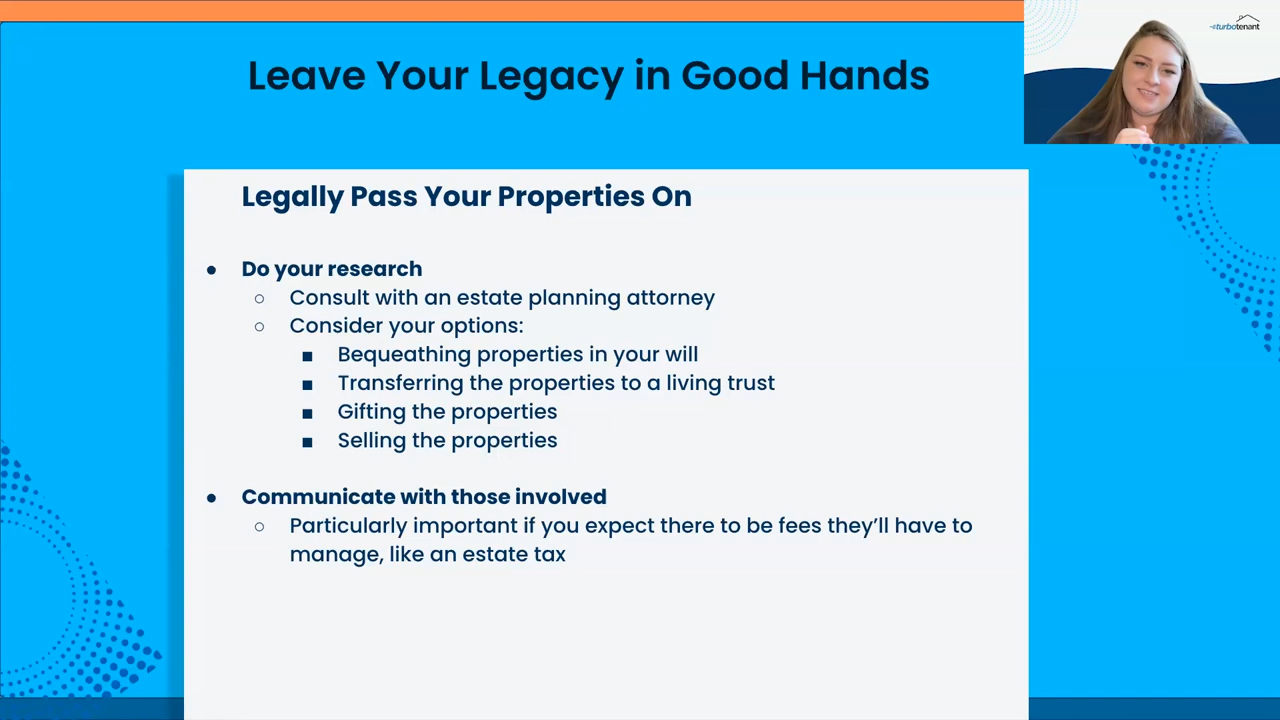 Leave Your Legacy in Good Hands
turbotenant
Legally Pass Your Properties On
● Do your research
○ Consult with an estate planning attorney
○ Consider your options:
■ Bequeathing properties in your will
■ Transferring the properties to a living trust
■ Gifting the properties
■ Selling the properties
● Communicate with those involved
○ Particularly important if you expect there to be fees they’ll have to
manage, like an estate tax